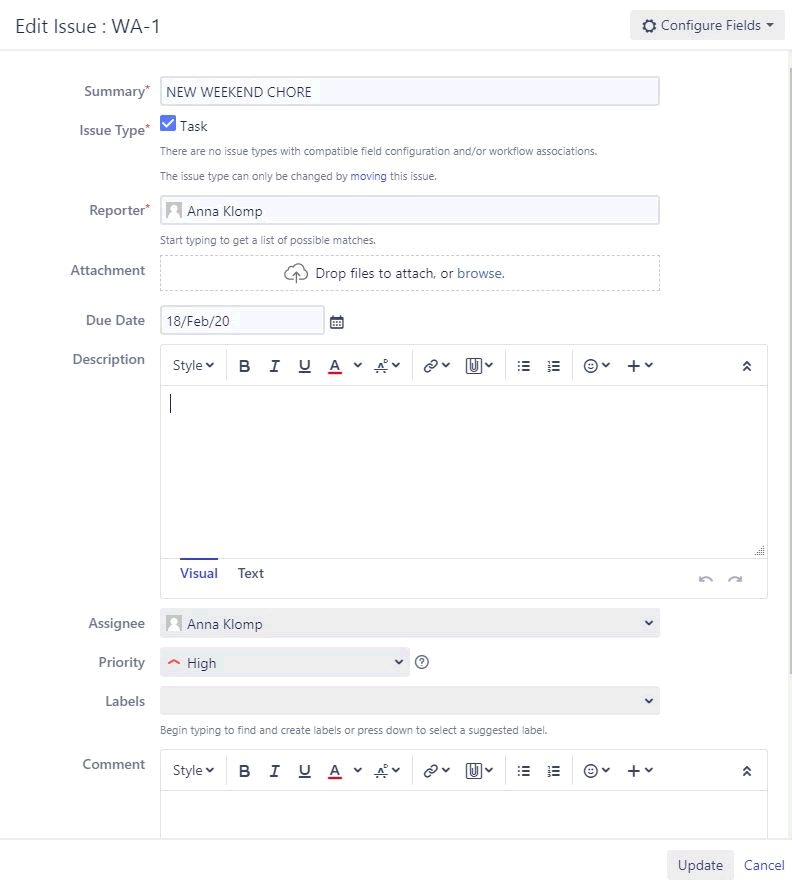 Edit Issue : WA-1
Configure Fields
Summary*
NEW WEEKEND CHORE
Issue Type*
Task
There are no issue types with compatible field configuration and/or workflow associations.
The issue type can only be changed by moving this issue.
Reporter*
Anna Klomp
Start typing to get a list of possible matches.
Attachment
Drop files to attach, or browse.
Due Date
18/Feb/20
Description
Style B I U A
Visual Text
Assignee
Anna Klomp
Priority
High
Labels
Begin typing to find and create labels or press down to select a suggested label.
Comment
Style B I U A
Update Cancel